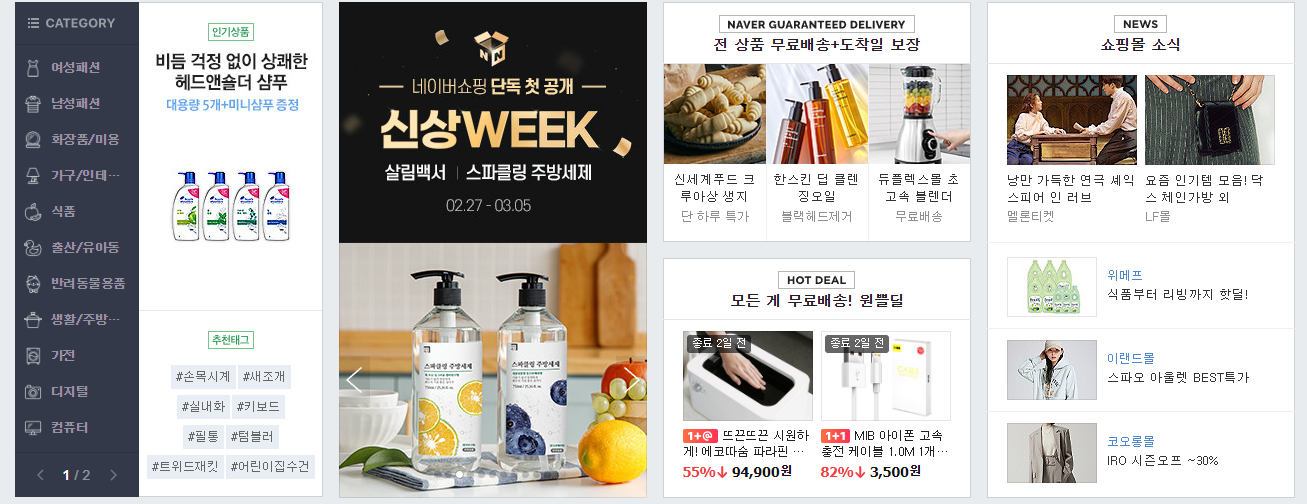 CATEGORY
여성패션
남성패션
화장품/미용
가구/인테…
식품
출산/유아동
반려동물용품
생활/주방…
가전
디지털
컴퓨터
1 / 2
인기상품
비듬 걱정 없이 상쾌한
헤드앤숄더 샴푸
대용량 5개+미니샴푸 증정
추천태그
#손목시계 #새조개
#실내화 #키보드
#필통 #텀블러
#트위드재킷 #어린이집수건
네이버쇼핑 단독 첫 공개
신상WEEK
살림백서 | 스파클링 주방세제
02.27 - 03.05
스파클링 주방세제
스파클링 주방세제
NAVER GUARANTEED DELIVERY
전 상품 무료배송+도착일 보장
신세계푸드 크
루아상 생지
단 하루 특가
한스킨 딥 클렌
징오일
블랙헤드제거
듀플렉스몰 초
고속 블렌더
무료배송
HOT DEAL
모든 게 무료배송! 원쁠딜
종료 2일 전
1+@ 뜨끈뜨끈 시원하
게! 에코따숨 파라핀 …
55%↓ 94,900원
종료 2일 전
1+1 MIB 아이폰 고속
충전 케이블 1.0M 1개…
82%↓ 3,500원
NEWS
쇼핑몰 소식
낭만 가득한 연극 셰익
스피어 인 러브
멜론티켓
요즘 인기템 모음! 닥
스 체인가방 외
LF몰
위메프
식품부터 리빙까지 핫딜!
이랜드몰
스파오 아울렛 BEST특가
코오롱몰
IRO 시즌오프 ~30%